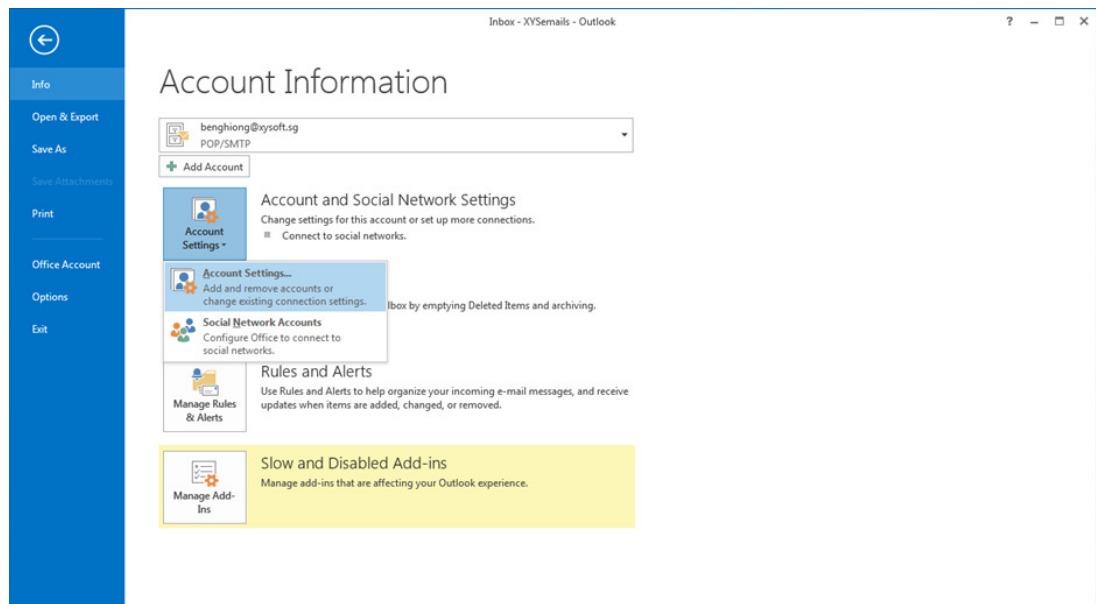 Inbox - XYSemails - Outlook
?
Info
Open & Export
Save As
Save Attachments
Print
Office Account
Options
Exit
Account Information
benghiong@xysoft.sg
POP/SMTP
Add Account
Account
Settings
Account and Social Network Settings
Change settings for this account or set up more connections.
Connect to social networks.
Account Settings...
Add and remove accounts or
change existing connection settings.
Social Network Accounts
Configure Office to connect to
social networks.
by emptying Deleted Items and archiving.
Manage Rules
& Alerts
Rules and Alerts
Use Rules and Alerts to help organize your incoming e-mail messages, and receive
updates when items are added, changed, or removed.
Manage Add-
Ins
Slow and Disabled Add-ins
Manage add-ins that are affecting your Outlook experience.